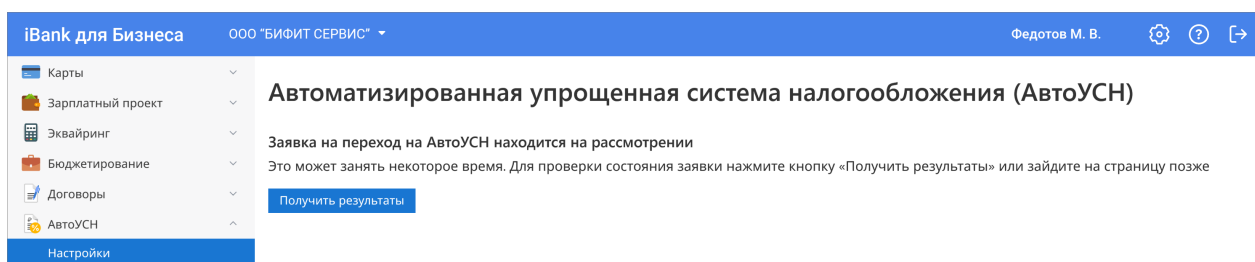 iBank для Бизнеса
ООО "БИФИТ СЕРВИС"
Федотов М. В.
Карты
Зарплатный проект
Эквайринг
Бюджетирование
Договоры
АвтоУСН
Настройки
Автоматизированная упрощенная система налогообложения (АвтоУСН)
Заявка на переход на АвтоУСН находится на рассмотрении
Это может занять некоторое время. Для проверки состояния заявки нажмите кнопку «Получить результаты» или зайдите на страницу позже
Получить результаты